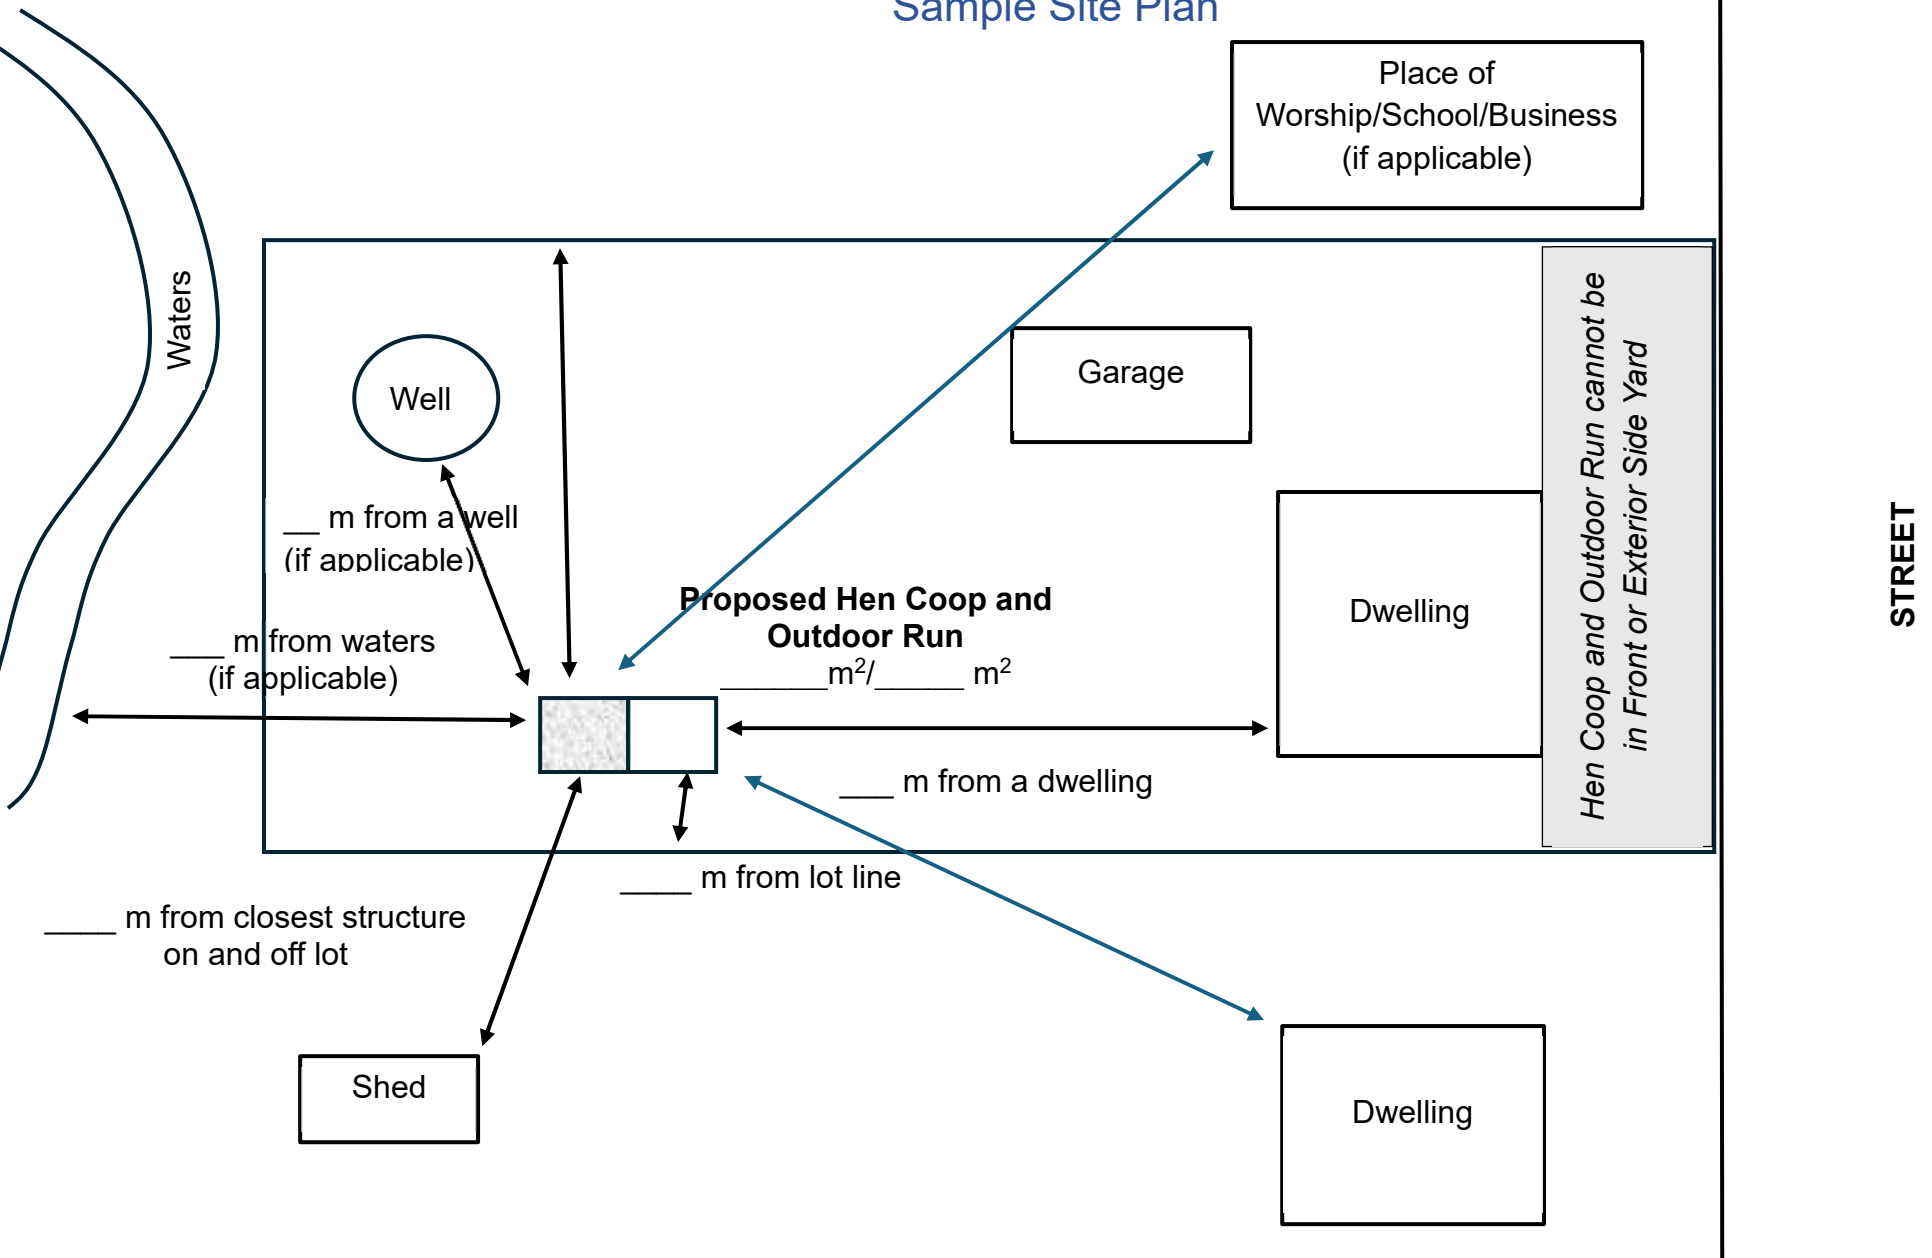 Sample Site Plan
Place of
Worship/School/Business
(if applicable)
Waters
Well
Garage
Hen Coop and Outdoor Run cannot be
in Front or Exterior Side Yard
STREET
__ m from a well
(if applicable)
Proposed Hen Coop and
Outdoor Run
______m²/_____ m²
Dwelling
___ m from waters
(if applicable)
___ m from a dwelling
____ m from lot line
____ m from closest structure
on and off lot
Shed
Dwelling